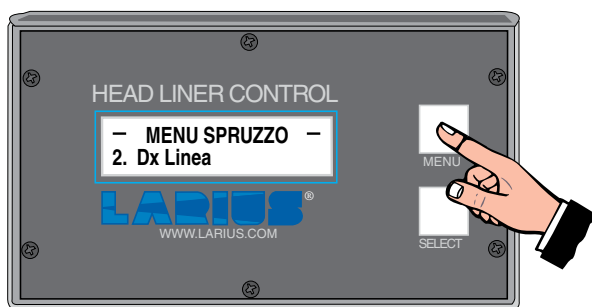 HEAD LINER CONTROL
– MENU SPRUZZO –
2. Dx Linea
MENU
LARIUS®
WWW.LARIUS.COM
SELECT